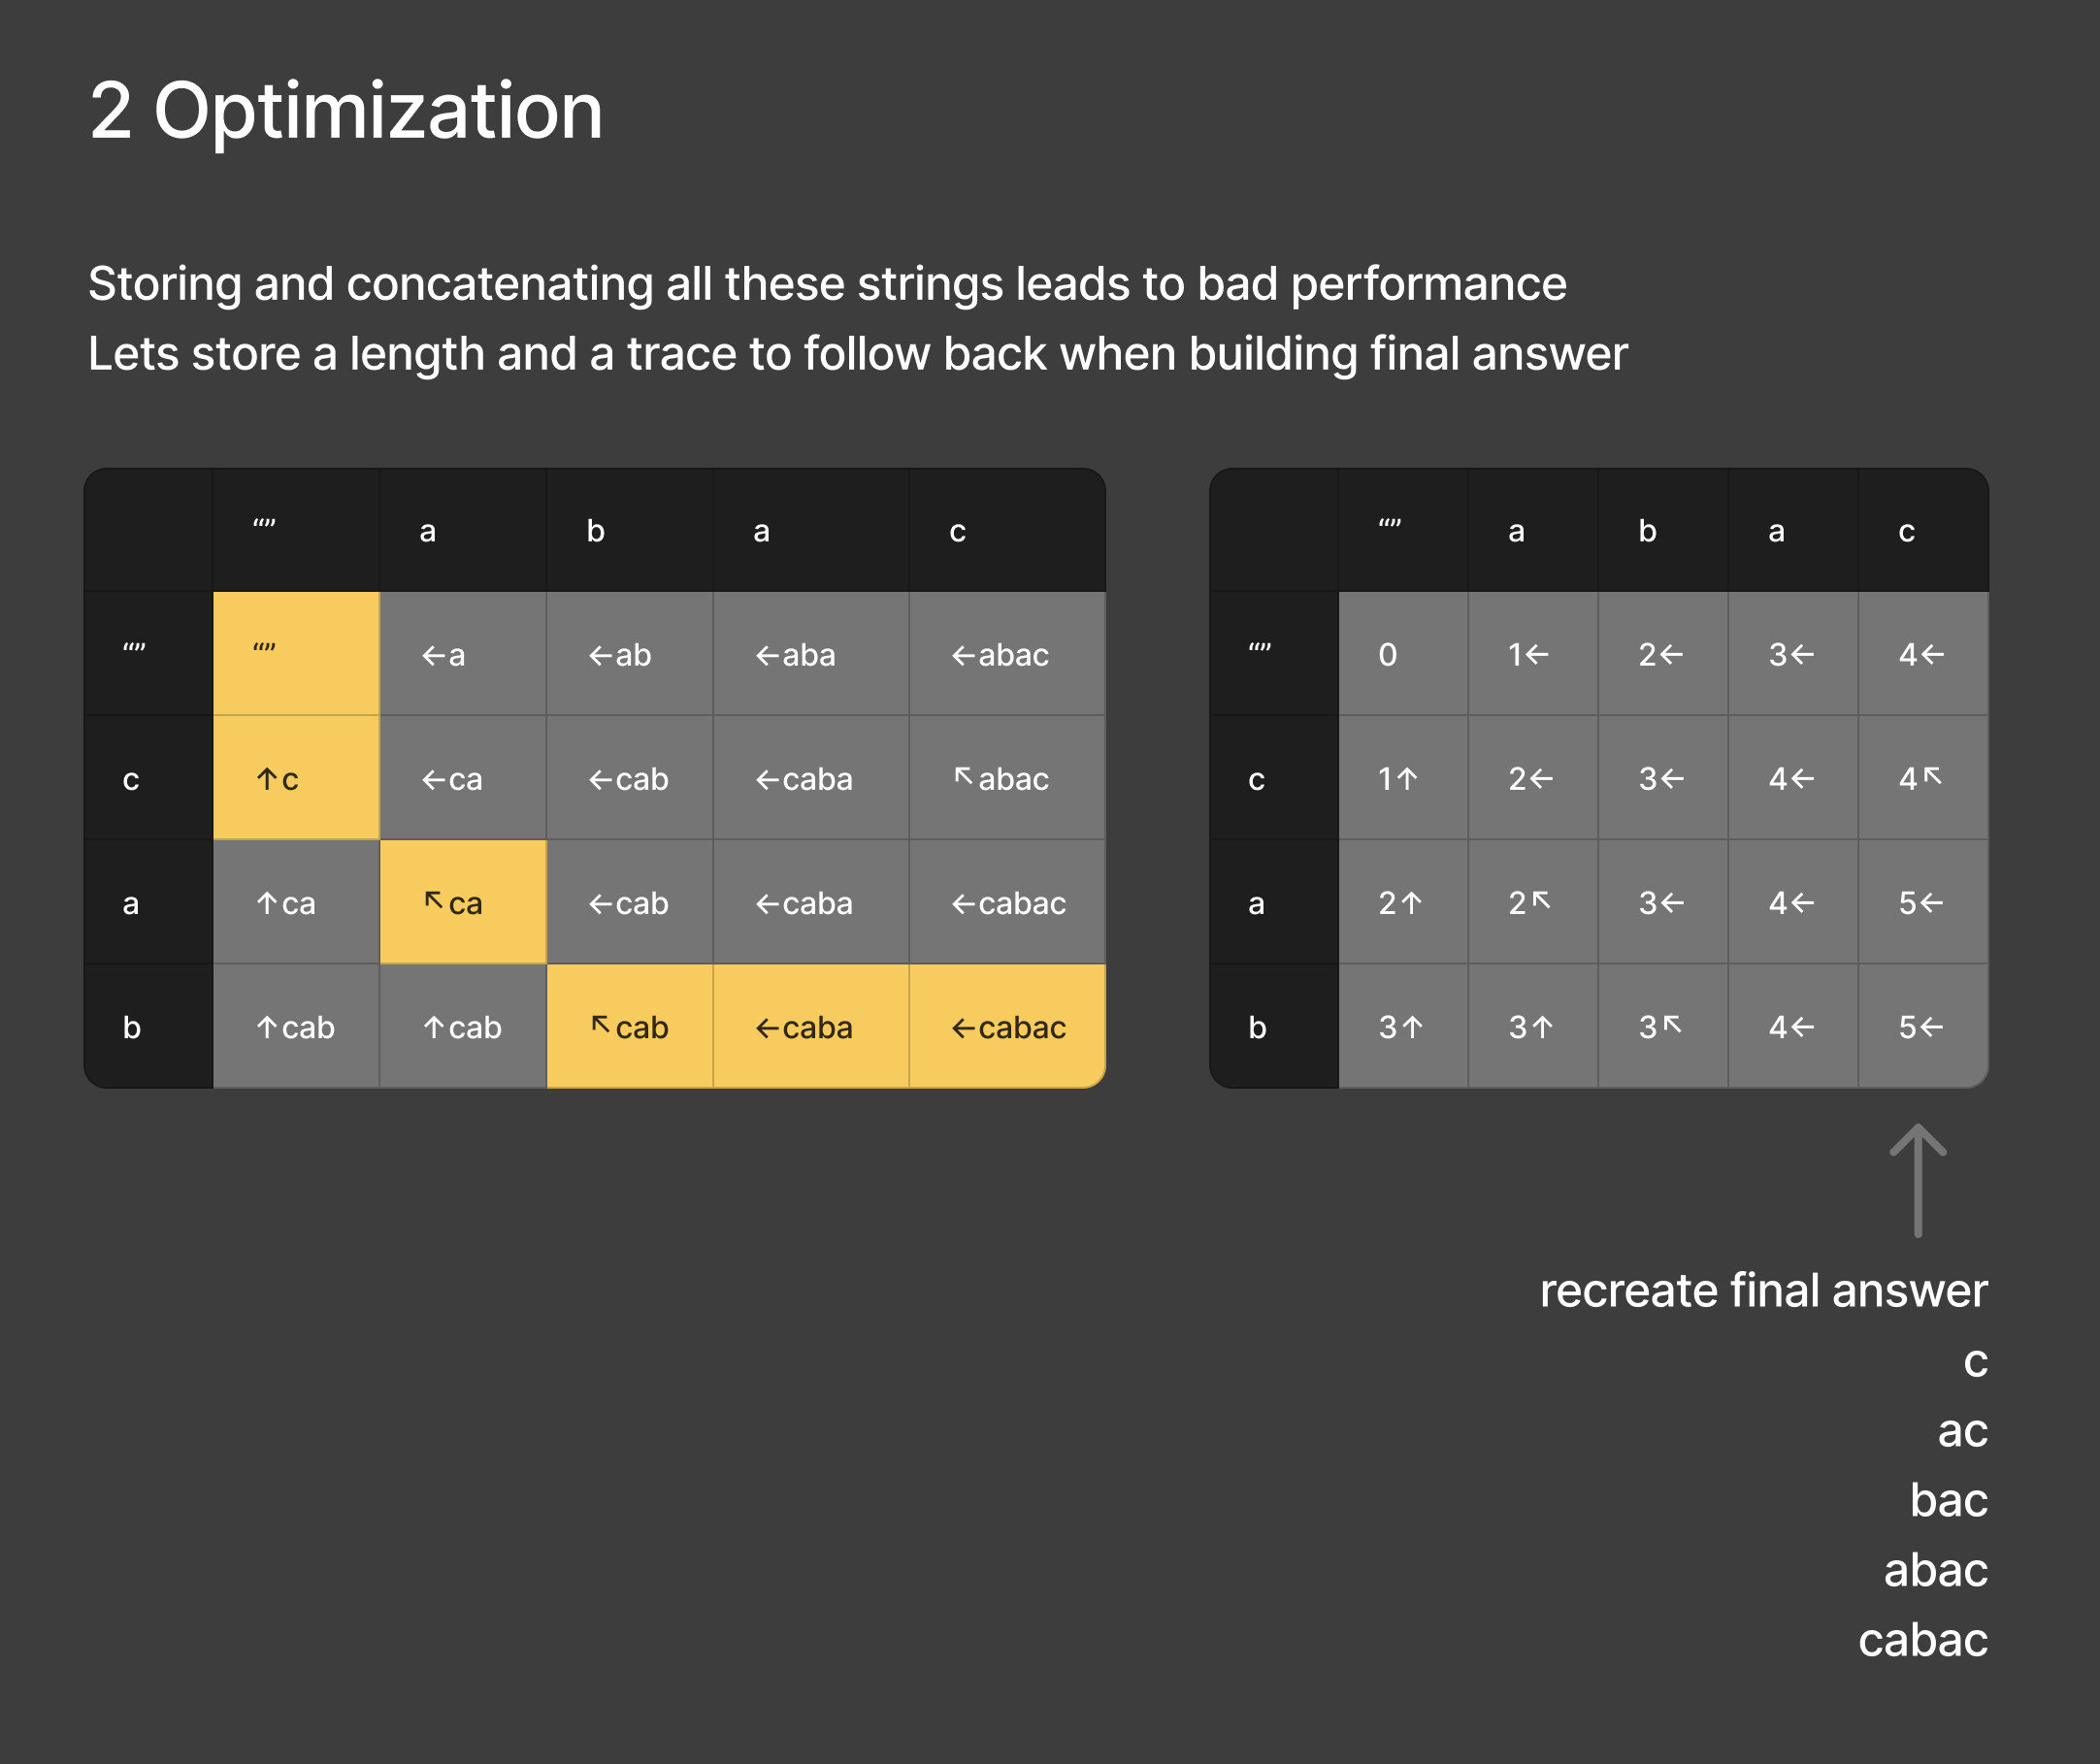 2 Optimization
Storing and concatenating all these strings leads to bad performance
Lets store a length and a trace to follow back when building final answer
“” a b a c
“” “” ←a ←ab ←aba ←abac
c ↑c ←ca ←cab ←caba ↖abac
a ↑ca ↖ca ←cab ←caba ←cabac
b ↑cab ↑cab ↖cab ←caba ←cabac
“” a b a c
“” 0 1← 2← 3← 4←
c 1↑ 2← 3← 4← 4↖
a 2↑ 2↖ 3← 4← 5←
b 3↑ 3↑ 3↖ 4← 5←
recreate final answer
c
ac
bac
abac
cabac